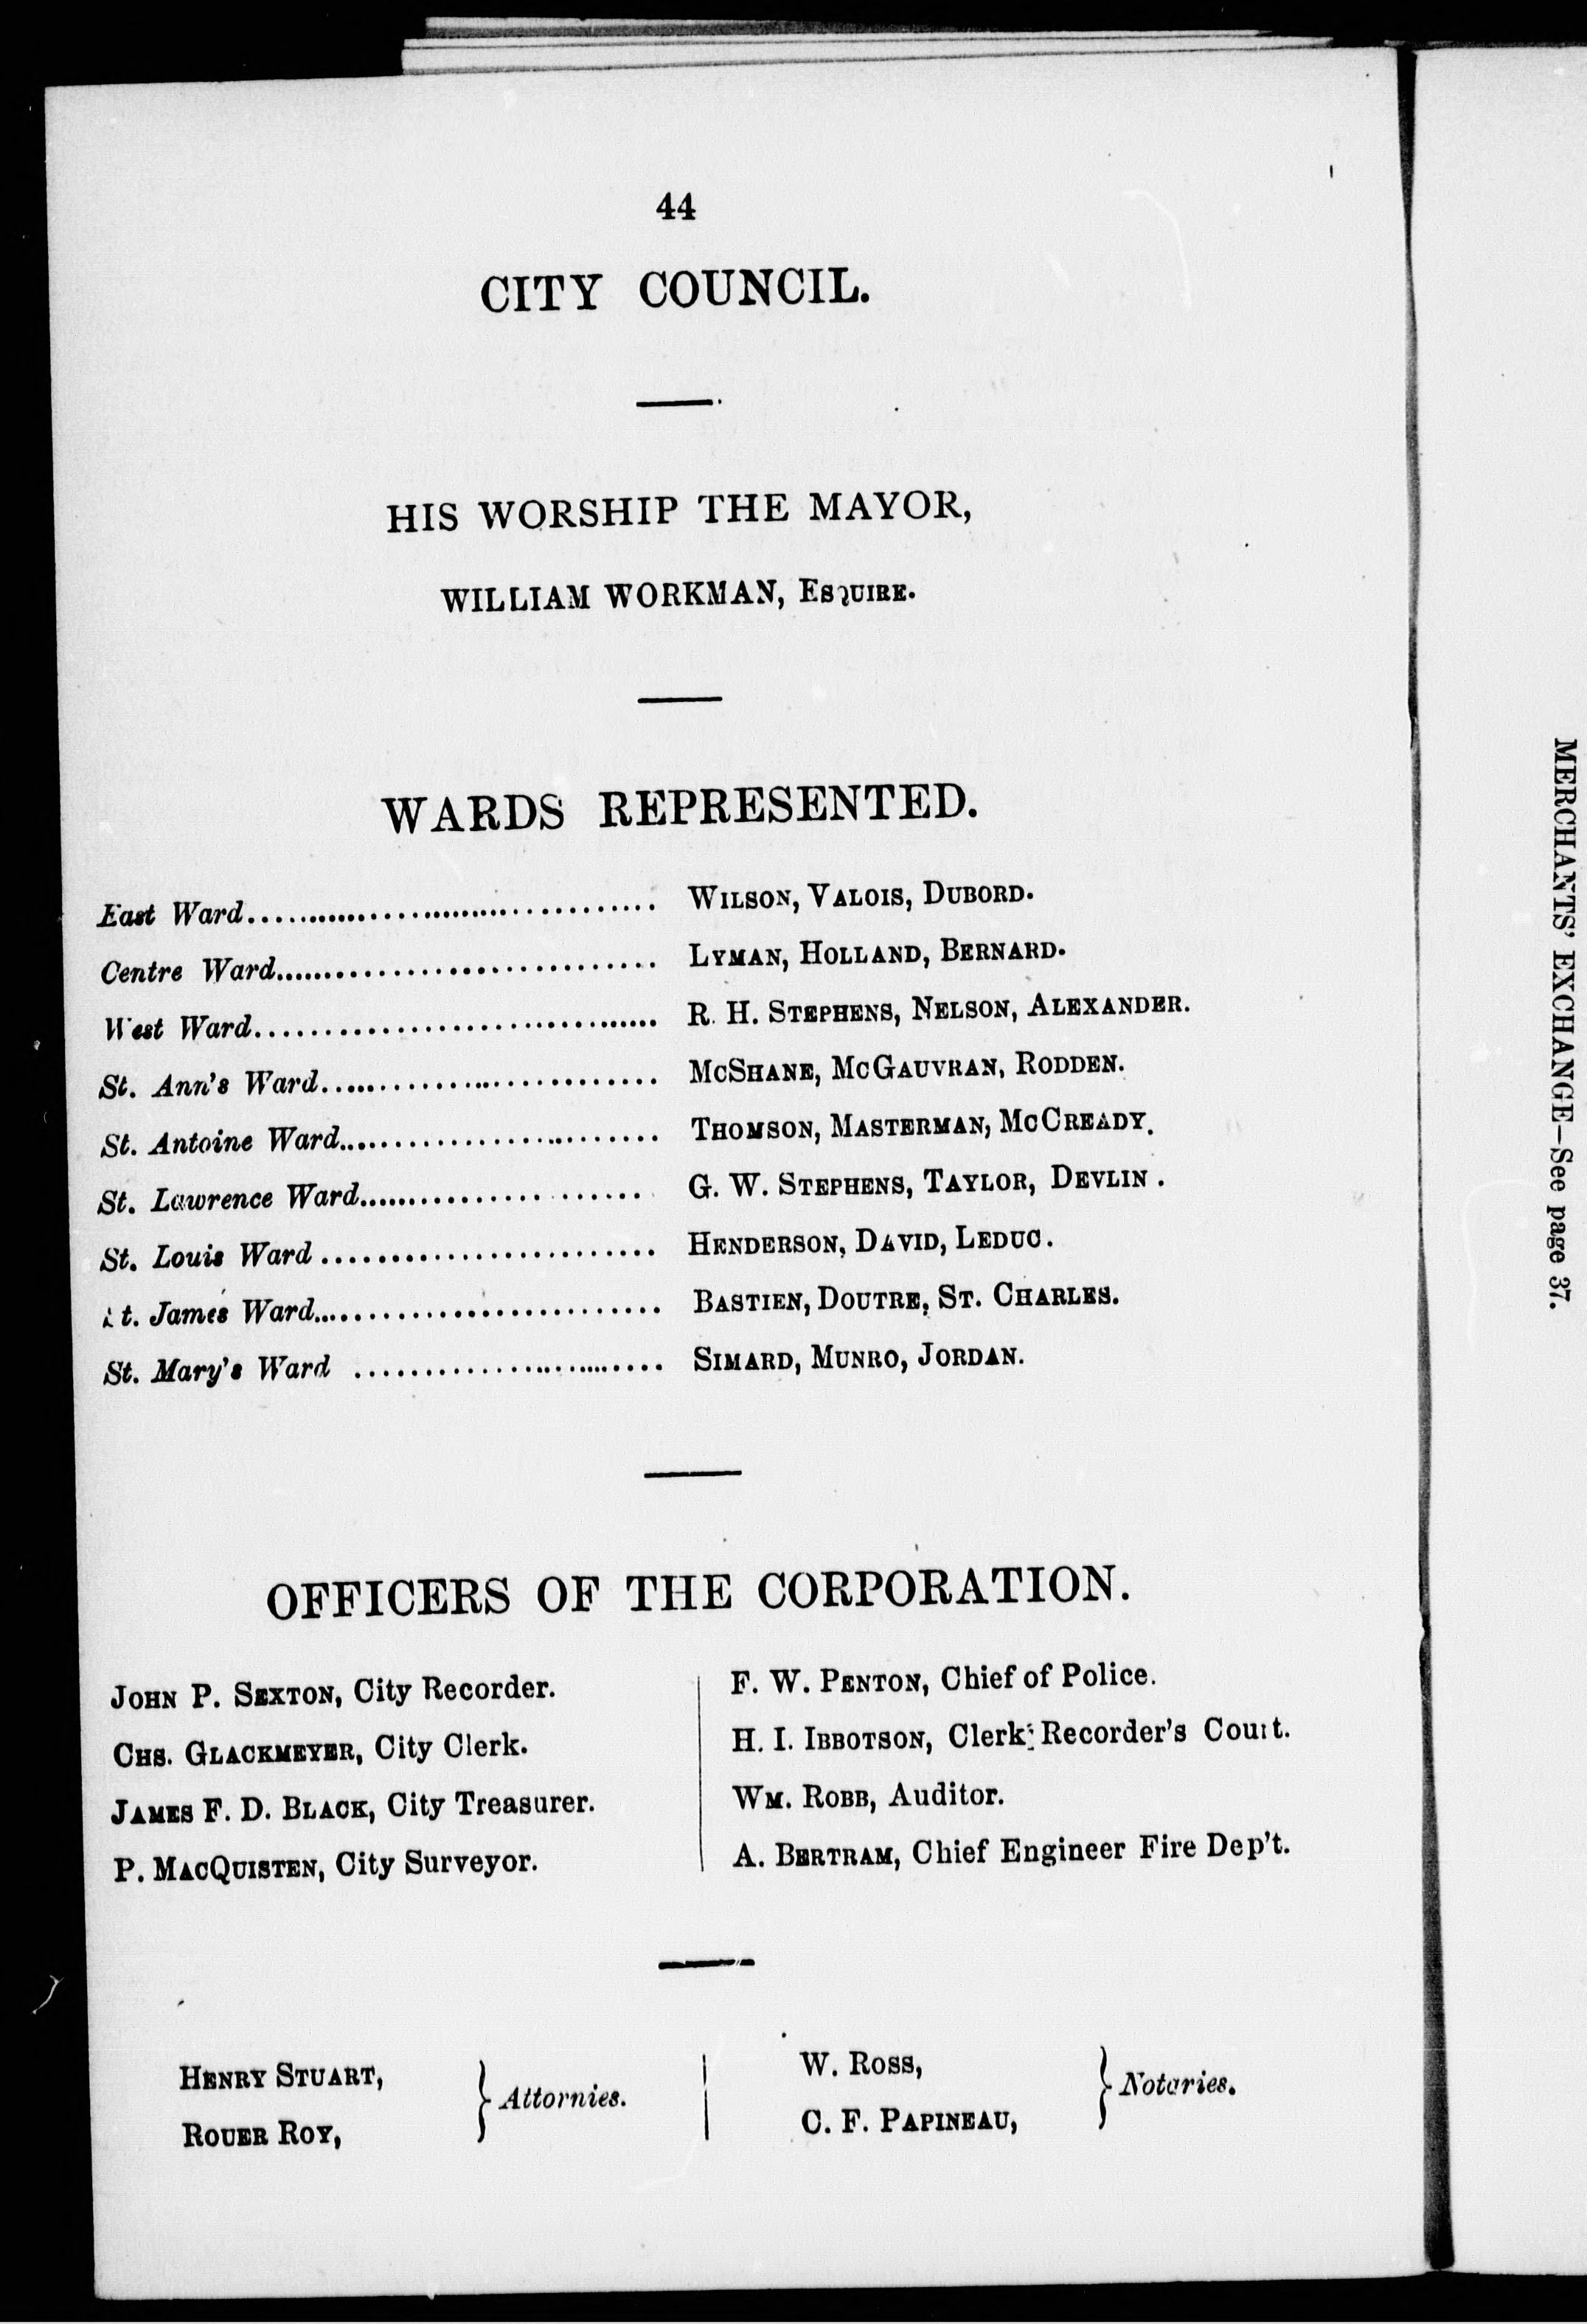 44
CITY COUNCIL.
HIS WORSHIP THE MAYOR,
WILLIAM WORKMAN, ESQUIRE.
WARDS REPRESENTED.
East Ward.................................... WILSON, VALOIS, DUBORD.
Centre Ward................................. LYMAN, HOLLAND, BERNARD.
West Ward................................... R. H. STEPHENS, NELSON, ALEXANDER.
St. Ann's Ward.............................. MCSHANE, MCGAUVRAN, RODDEN.
St. Antoine Ward............................ THOMSON, MASTERMAN, MCCREADY.
St. Lawrence Ward......................... G. W. STEPHENS, TAYLOR, DEVLIN.
St. Louis Ward ............................ HENDERSON, DAVID, LEDUC.
St. James Ward............................. BASTIEN, DOUTRE, ST. CHARLES.
St. Mary's Ward .......................... SIMARD, MUNRO, JORDAN.
OFFICERS OF THE CORPORATION.
JOHN P. SEXTON, City Recorder.
CHS. GLACKMEYER, City Clerk.
JAMES F. D. BLACK, City Treasurer.
P. MACQUISTEN, City Surveyor.
F. W. PENTON, Chief of Police.
H. I. IBBOTSON, Clerk Recorder's Court.
WM. ROBB, Auditor.
A. BERTRAM, Chief Engineer Fire Dep't.
HENRY STUART,
ROUER ROY,
} Attornies.
W. ROSS,
C. F. PAPINEAU,
} Notaries.
MERCHANTS' EXCHANGE—See page 37.